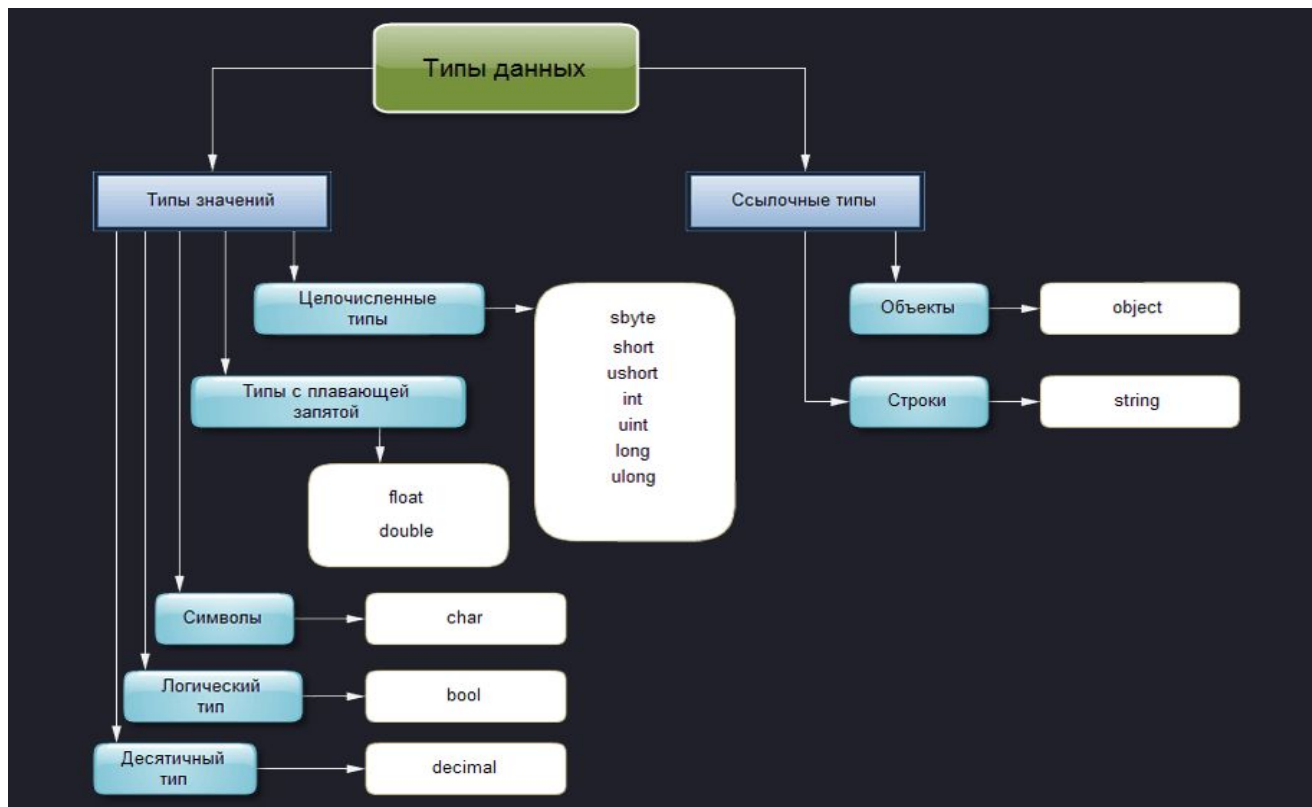 Типы данных
Типы значений
Ссылочные типы
Целочисленные
типы
sbyte
short
ushort
int
uint
long
ulong
Объекты
object
Типы с плавающей
запятой
Строки
string
float
double
Символы
char
Логический
тип
bool
Десятичный
тип
decimal